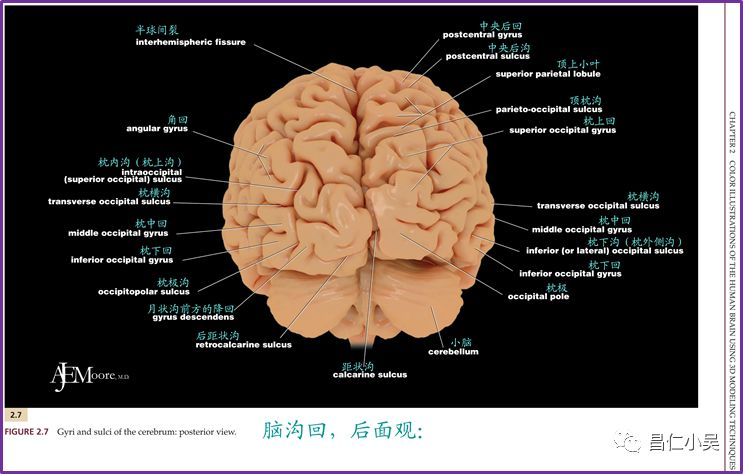 半球间裂
interhemispheric fissure
角回
angular gyrus
枕内沟（枕上沟）
intraoccipital
(superior occipital) sulcus
枕横沟
transverse occipital sulcus
枕中回
middle occipital gyrus
枕下回
inferior occipital gyrus
枕极沟
occipitopolar sulcus
月状沟前方的降回
gyrus descendens
后距状沟
retrocalcarine sulcus
中央后回
postcentral gyrus
中央后沟
postcentral sulcus
顶上小叶
superior parietal lobule
顶枕沟
parieto-occipital sulcus
枕上回
superior occipital gyrus
枕横沟
transverse occipital sulcus
枕中回
middle occipital gyrus
枕下沟（枕外侧沟）
inferior (or lateral) occipital sulcus
枕下回
inferior occipital gyrus
枕极
occipital pole
小脑
cerebellum
距状沟
calcarine sulcus
AJEMoore, M.D.
2.7
FIGURE 2.7 Gyri and sulci of the cerebrum: posterior view.
脑沟回，后面观：
昌仁小吴
CHAPTER 2 COLOR ILLUSTRATIONS OF THE HUMAN BRAIN USING 3D MODELING TECHNIQUES